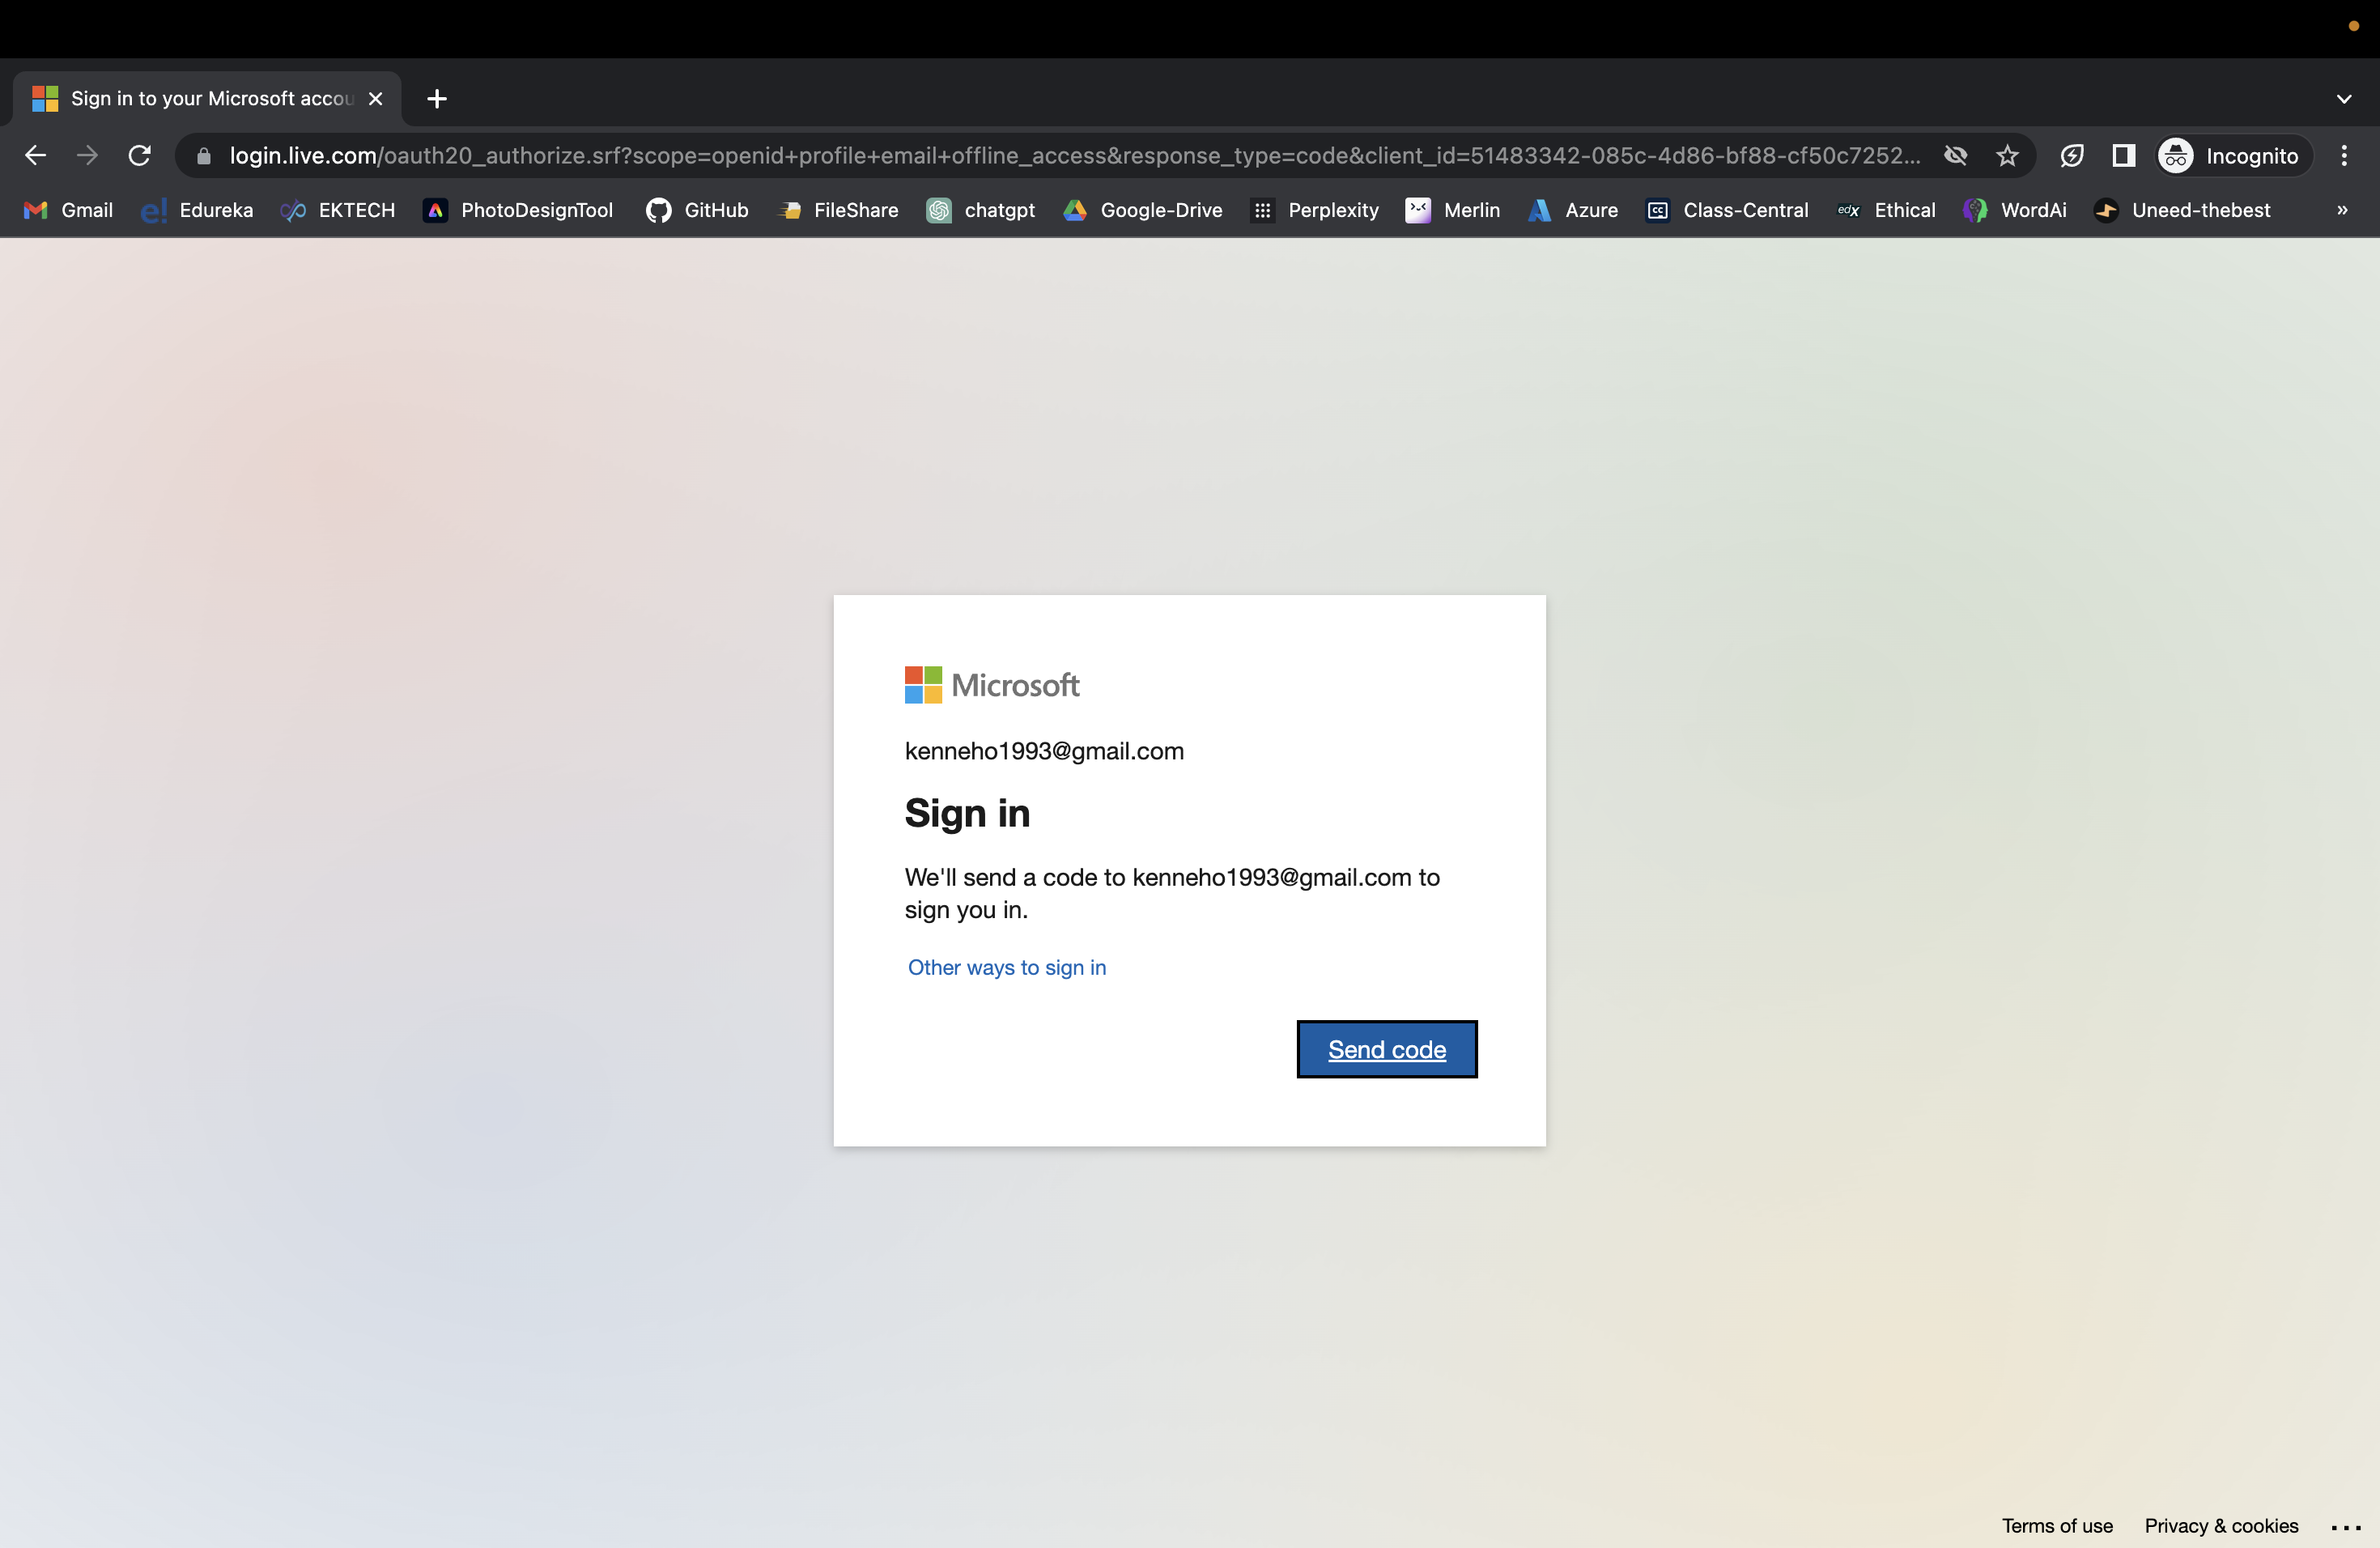 Sign in to your Microsoft accou
login.live.com/oauth20_authorize.srf?scope=openid+profile+email+offline_access&response_type=code&client_id=51483342-085c-4d86-bf88-cf50c7252... Incognito
Gmail e! Edureka EKTECH PhotoDesignTool GitHub FileShare chatgpt Google-Drive Perplexity Merlin Azure cc Class-Central edx Ethical WordAi Uneed-thebest »
Microsoft
kenneho1993@gmail.com
Sign in
We'll send a code to kenneho1993@gmail.com to
sign you in.
Other ways to sign in
Send code
Terms of use Privacy & cookies ...